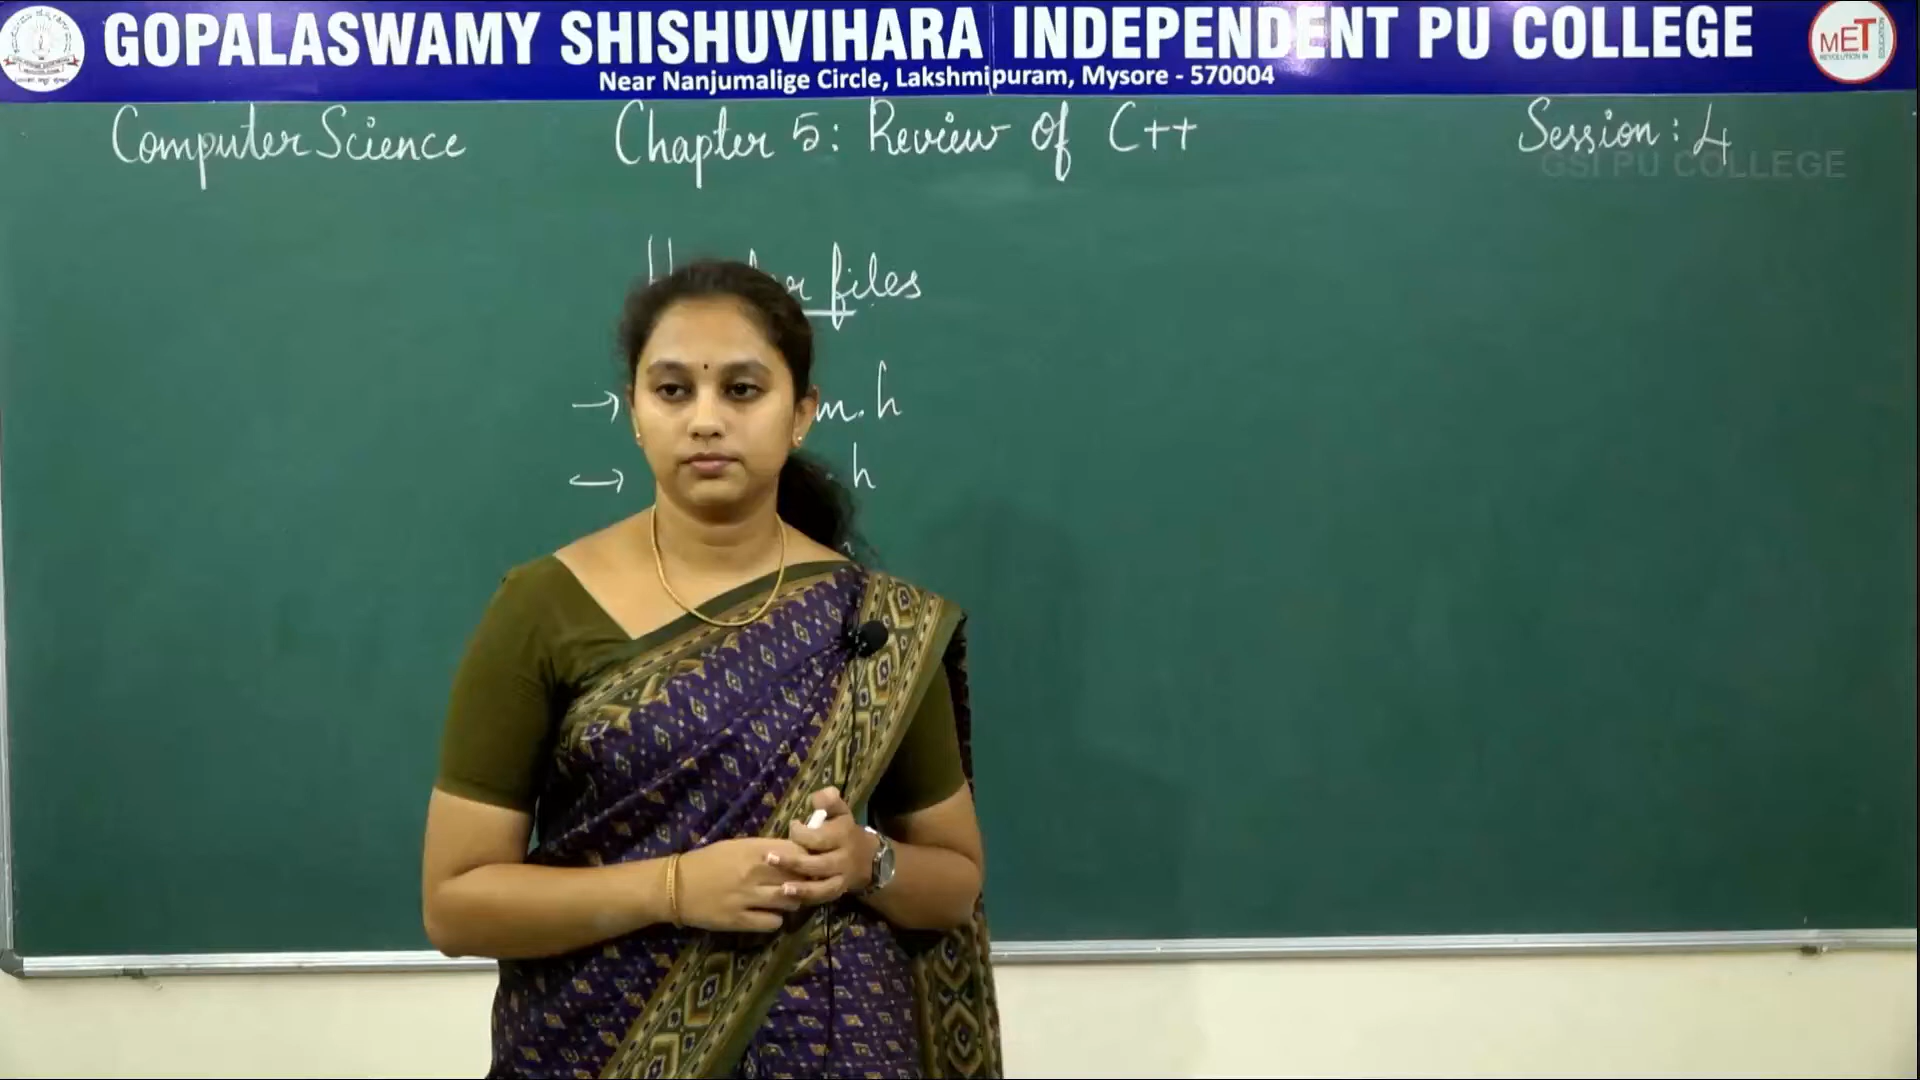 GOPALASWAMY SHISHUVIHARA INDEPENDENT PU COLLEGE
Near Nanjumalige Circle, Lakshmipuram, Mysore - 570004
MET
Computer Science
Chapter 5: Review of C++
Session: 4
GSI PU COLLEGE
files
→ m.h
→ .h